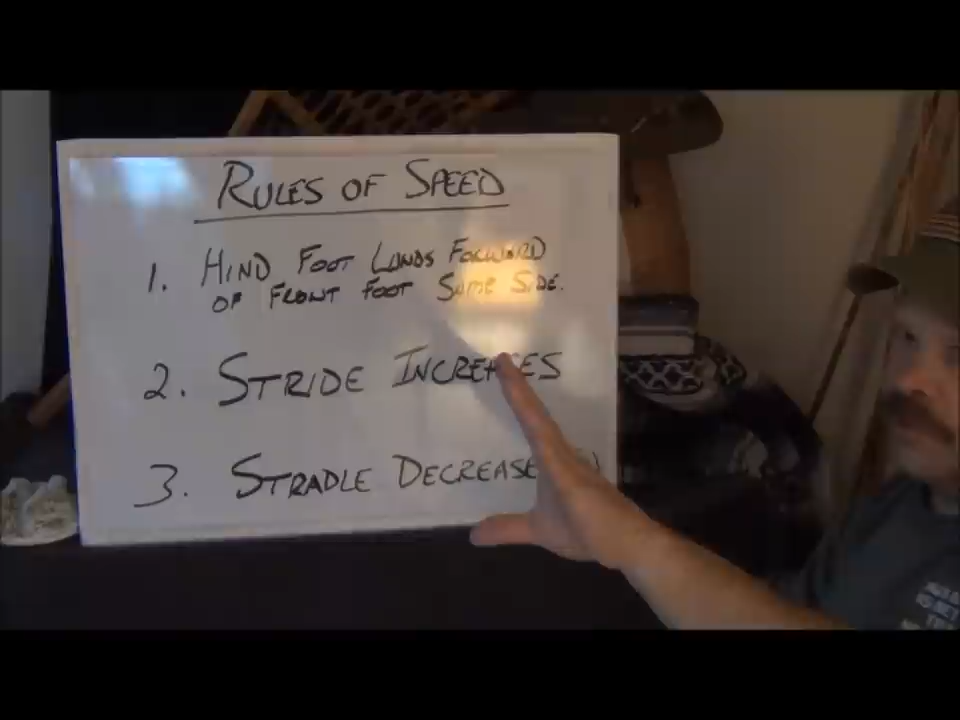 RULES OF SPEED
1. HIND FOOT LANDS FORWARD
OF FRONT FOOT SAME SIDE.
2. STRIDE INCREASES
3. STRADLE DECREASE